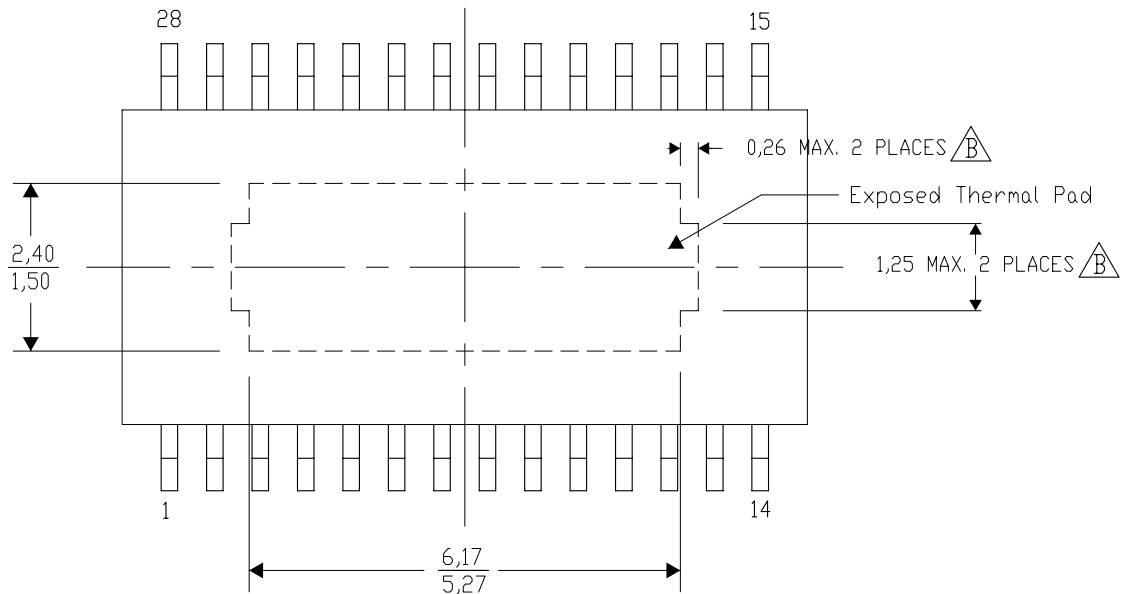 28
15
0,26 MAX. 2 PLACES B
Exposed Thermal Pad
2,40
1,50
1,25 MAX. 2 PLACES B
1
14
6,17
5,27